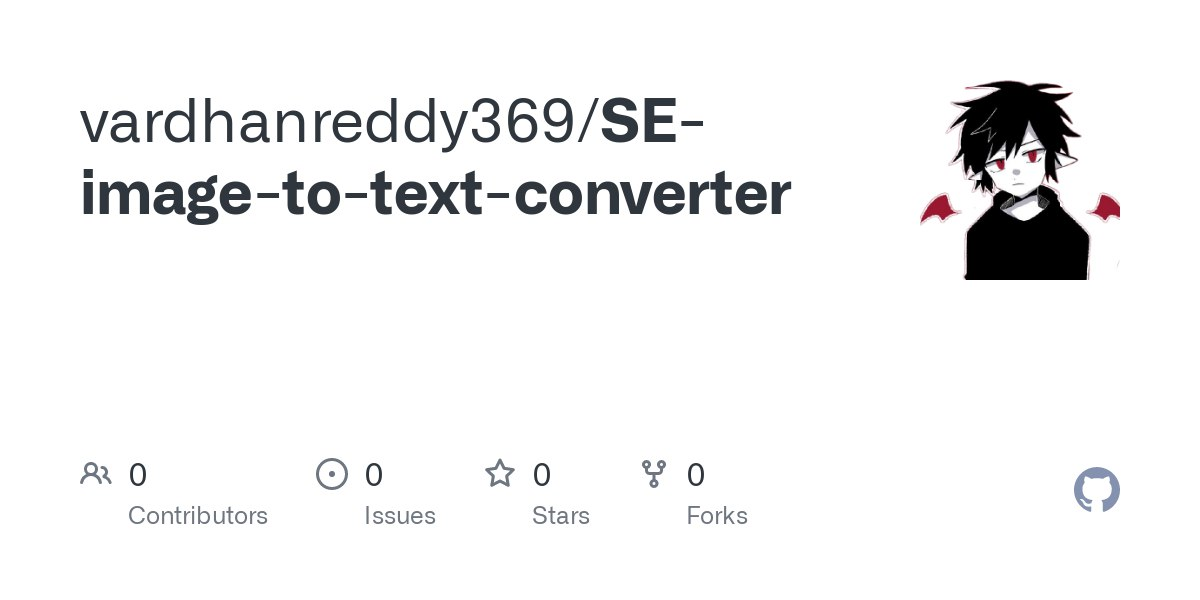 vardhanreddy369/SE-
image-to-text-converter
0 0 0 0
Contributors Issues Stars Forks